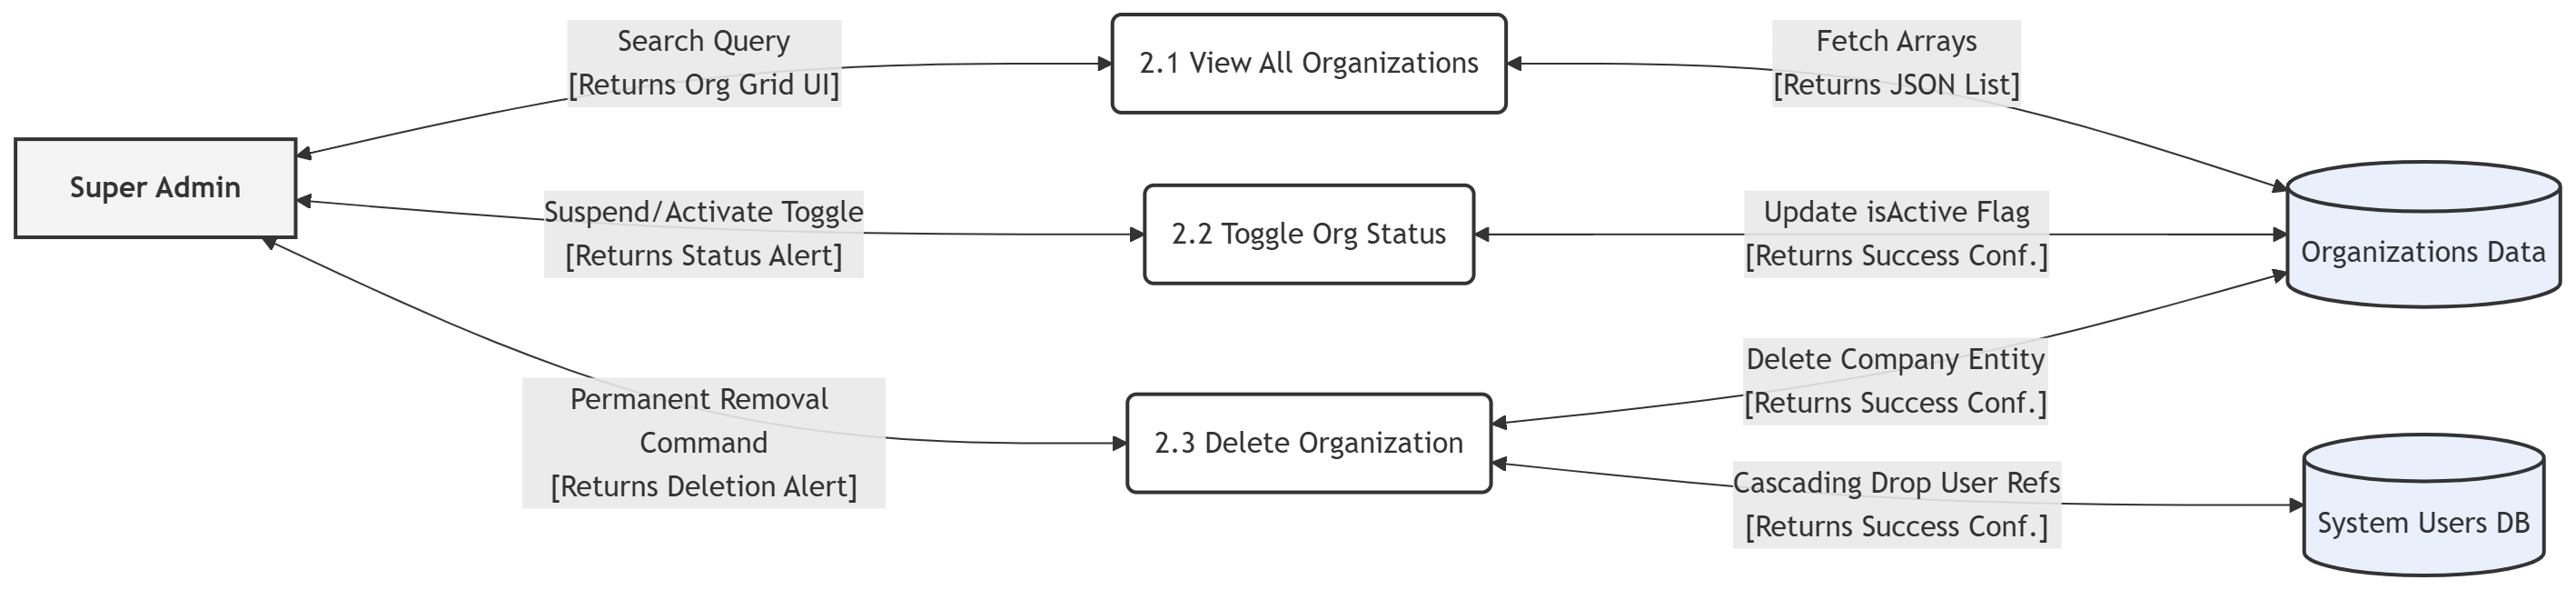 Search Query
[Returns Org Grid UI]
2.1 View All Organizations
Fetch Arrays
[Returns JSON List]
Super Admin
Suspend/Activate Toggle
[Returns Status Alert]
2.2 Toggle Org Status
Update isActive Flag
[Returns Success Conf.]
Organizations Data
Permanent Removal
Command
[Returns Deletion Alert]
2.3 Delete Organization
Delete Company Entity
[Returns Success Conf.]
Cascading Drop User Refs
[Returns Success Conf.]
System Users DB